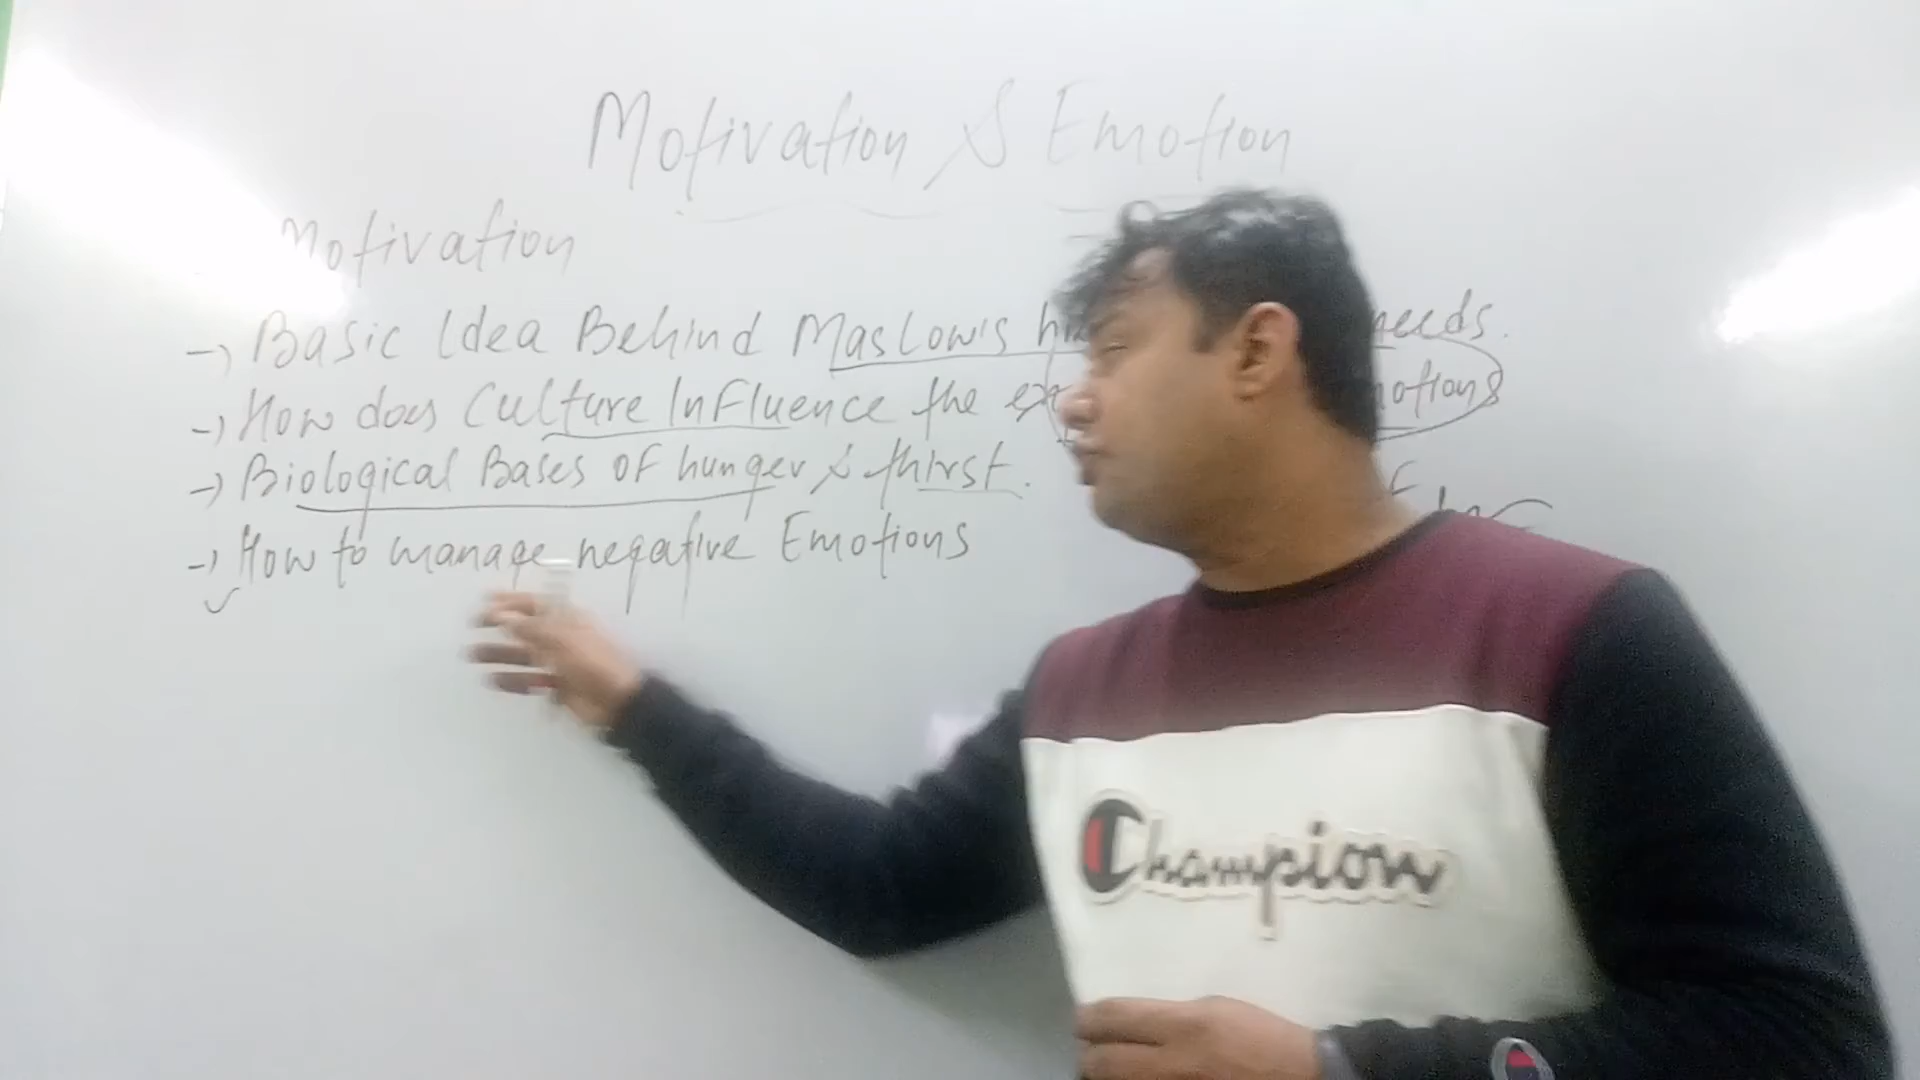 Motivation & Emotion
Motivation
-) Basic Idea Behind Maslow's needs.
-) How does Culture Influence the
-) Biological Bases of hunger & thirst.
-) How to manage negative Emotions
Champion